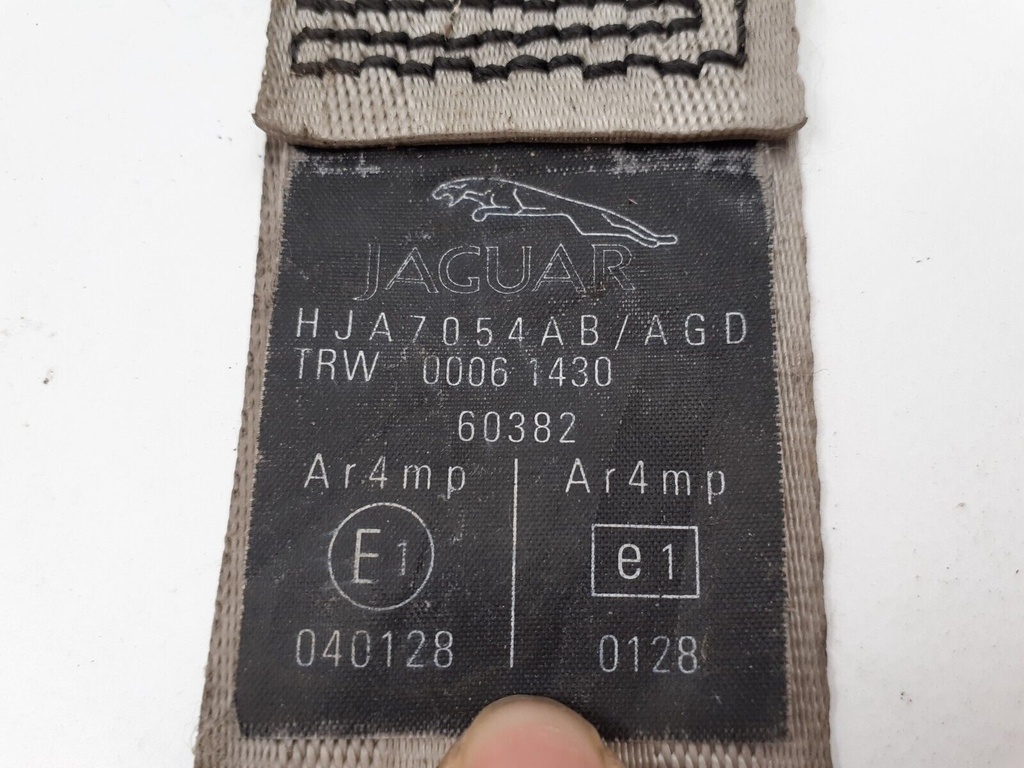 JAGUAR
HJA7054AB/AGD
TRW 0006 1430
60382
Ar4mp Ar4mp
E1 e1
040128 0128